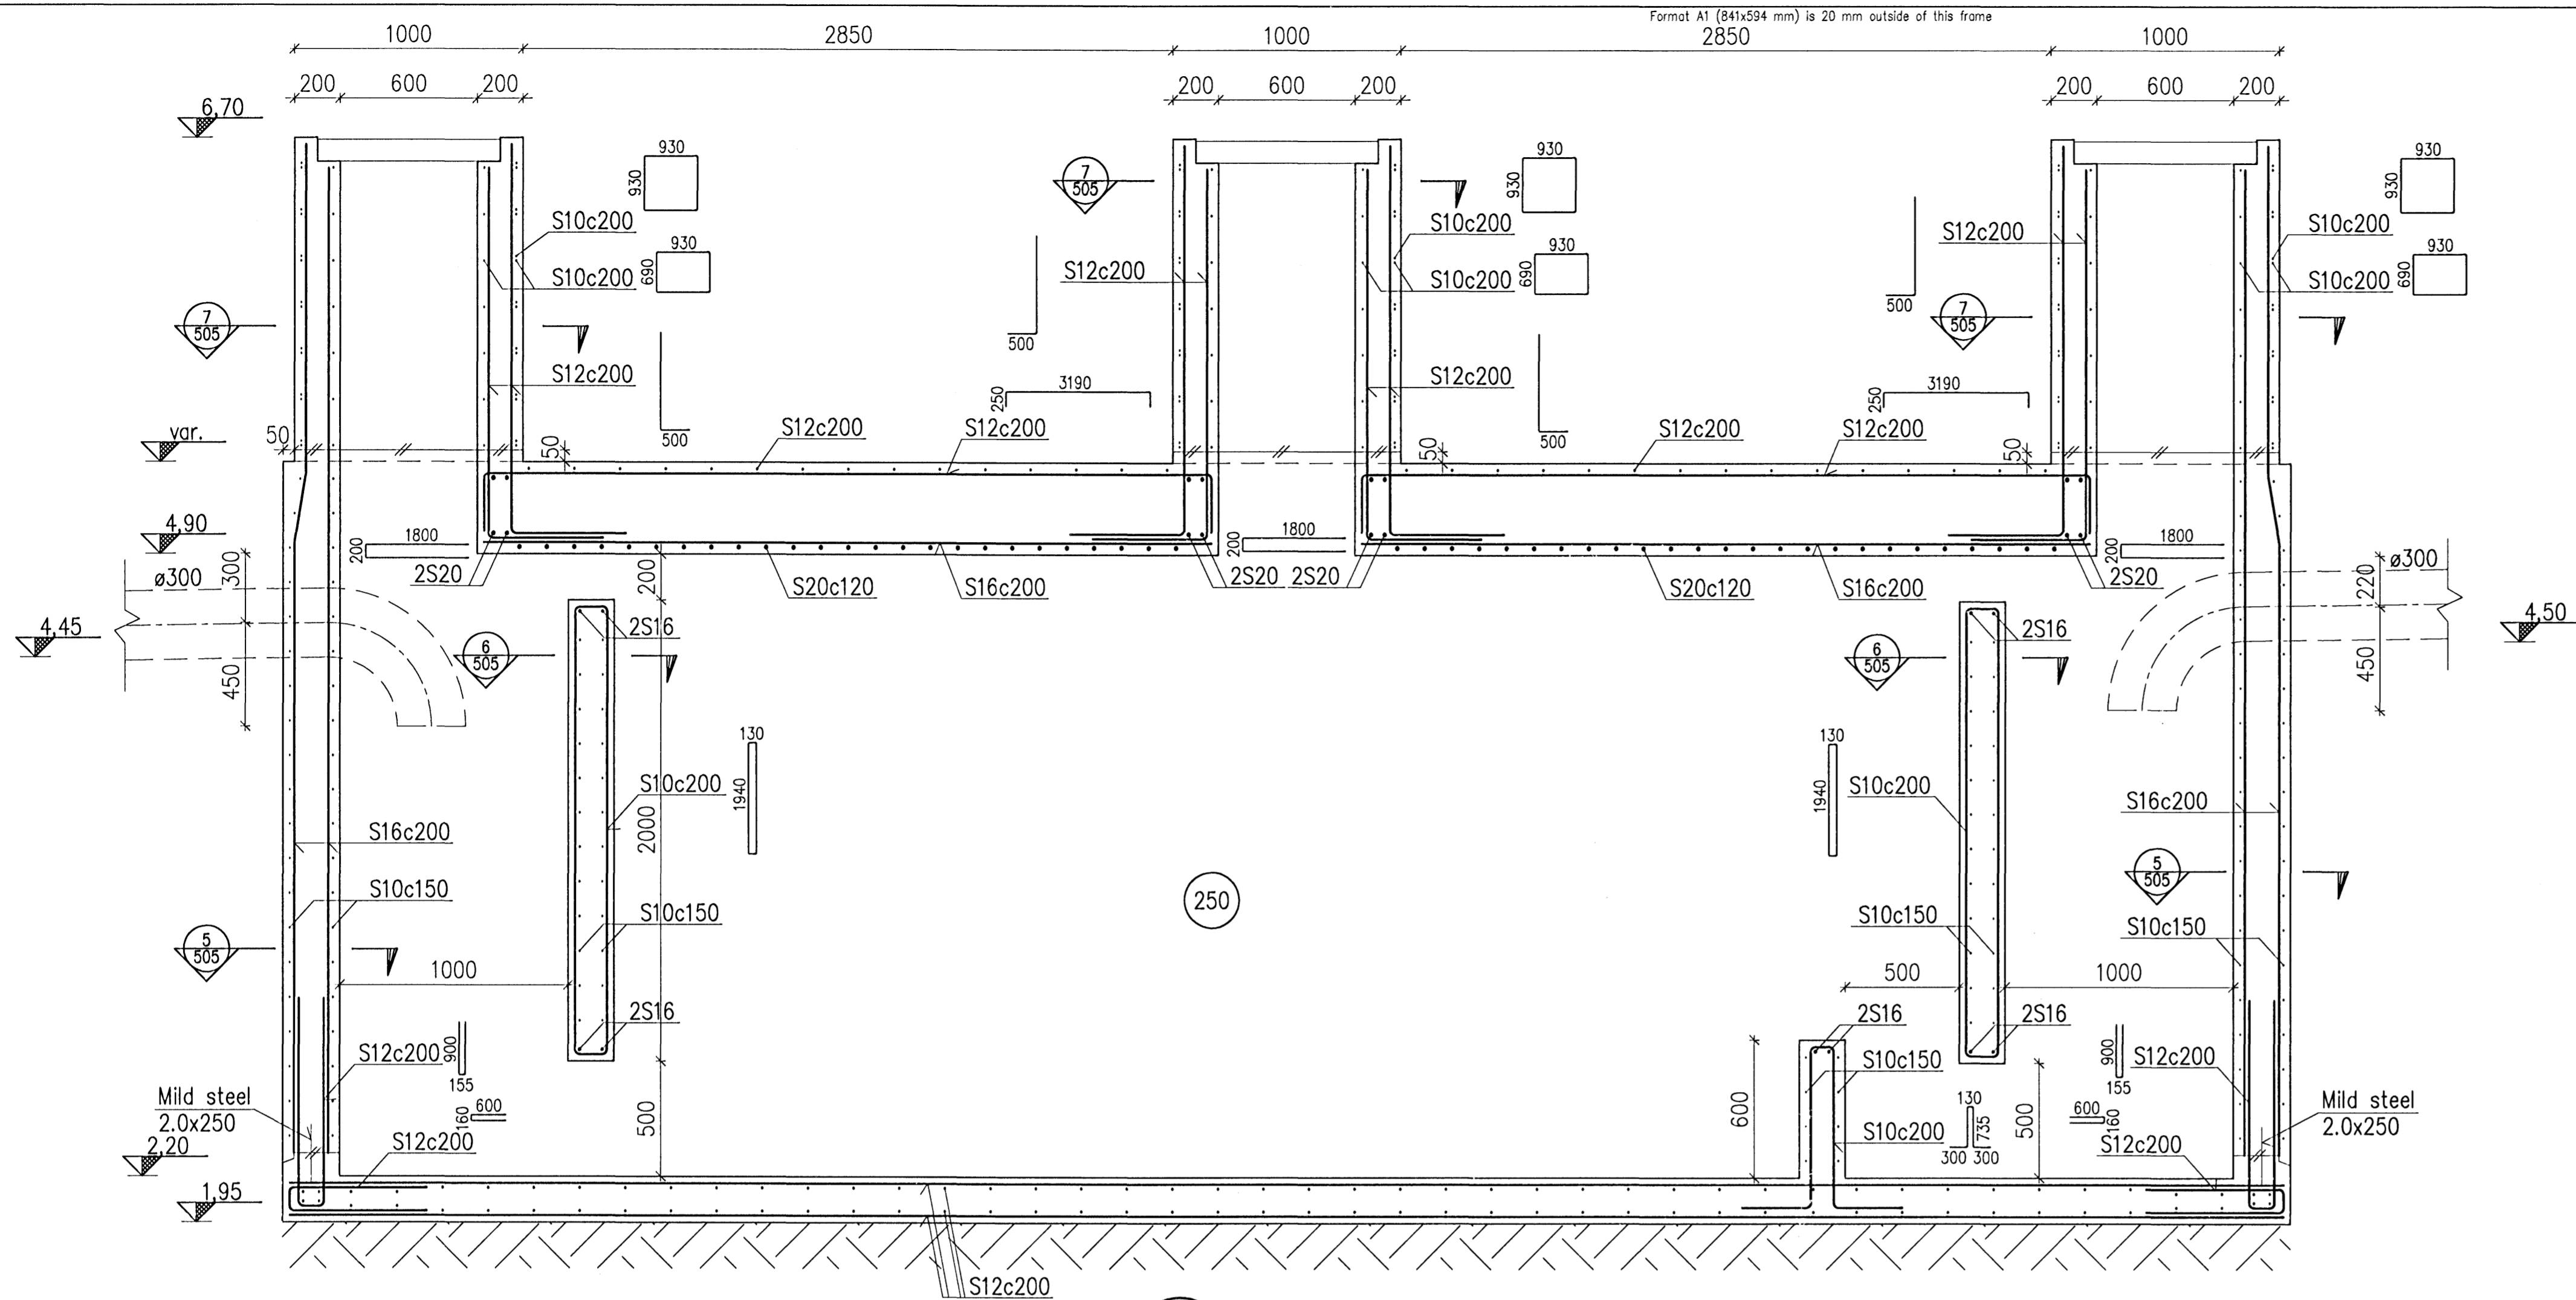 Format A1 (841x594 mm) is 20 mm outside of this frame
1000 2850 1000 2850 1000
200 600 200 200 600 200 200 600 200
6,70
930 930 930
930 930 930
7
505
S10c200 S10c200 S12c200 S10c200
930 930 930
690 690 690
S10c200 S12c200 S10c200 S10c200
500
7
505
7
505
500
S12c200 S12c200
3190 3190
250 250
var.
50 50 S12c200 S12c200 500 50 S12c200 S12c200 500 50
4,90
200 1800 200 1800 200 1800
ø300 300 2S20 200 S20c120 S16c200 2S20 2S20 S20c120 S16c200 2S20 220 ø300
4,45
450
2S16
6
505
2S16
6
505
450
4,50
130 130
1940 1940
S10c200 S10c200
2000
S16c200 S16c200
S10c150 S10c150
250
5
505
S10c150 S10c150 S10c150
5
505
1000 500 1000
2S16 2S16 2S16
S12c200 900 155 S10c150 900 155 S12c200
Mild steel
2.0x250
600
160
600
130
735
300 300
600
160
Mild steel
2.0x250
2,20
S12c200 500 S10c200 500 S12c200
1,95
S12c200